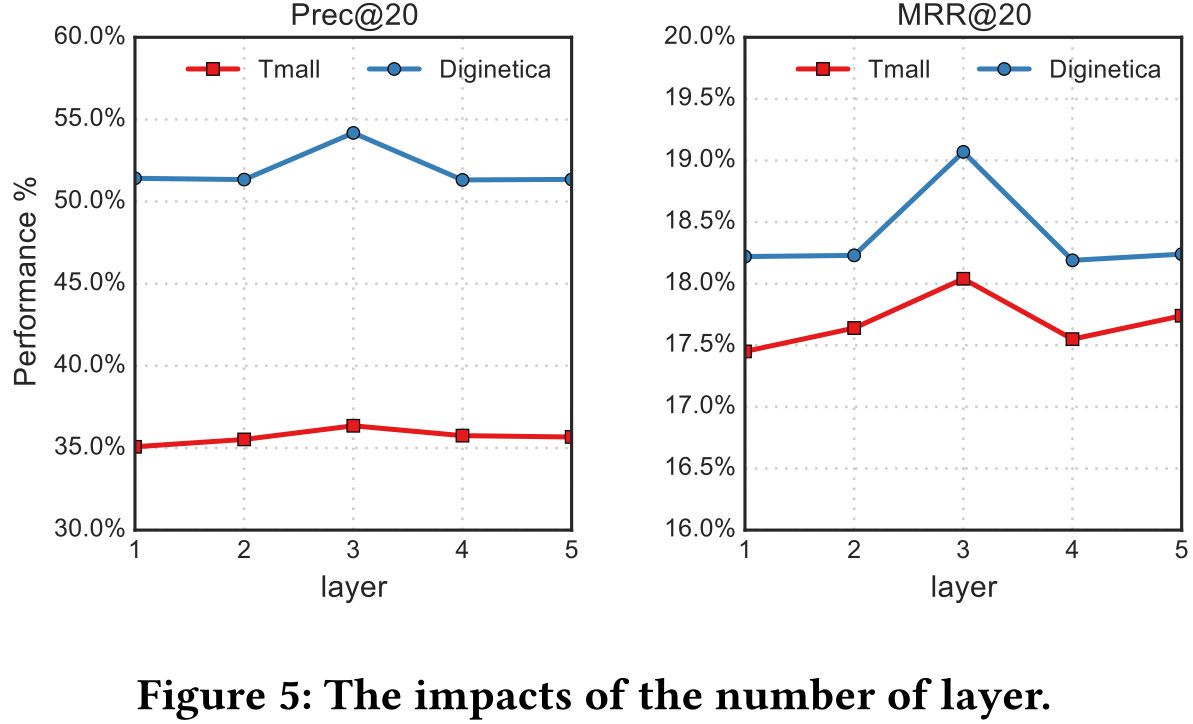 Prec@20
Performance %
60.0%
55.0%
50.0%
45.0%
40.0%
35.0%
30.0%
Tmall
Diginetica
1 2 3 4 5
layer
MRR@20
20.0%
19.5%
19.0%
18.5%
18.0%
17.5%
17.0%
16.5%
16.0%
Tmall
Diginetica
1 2 3 4 5
layer
Figure 5: The impacts of the number of layer.